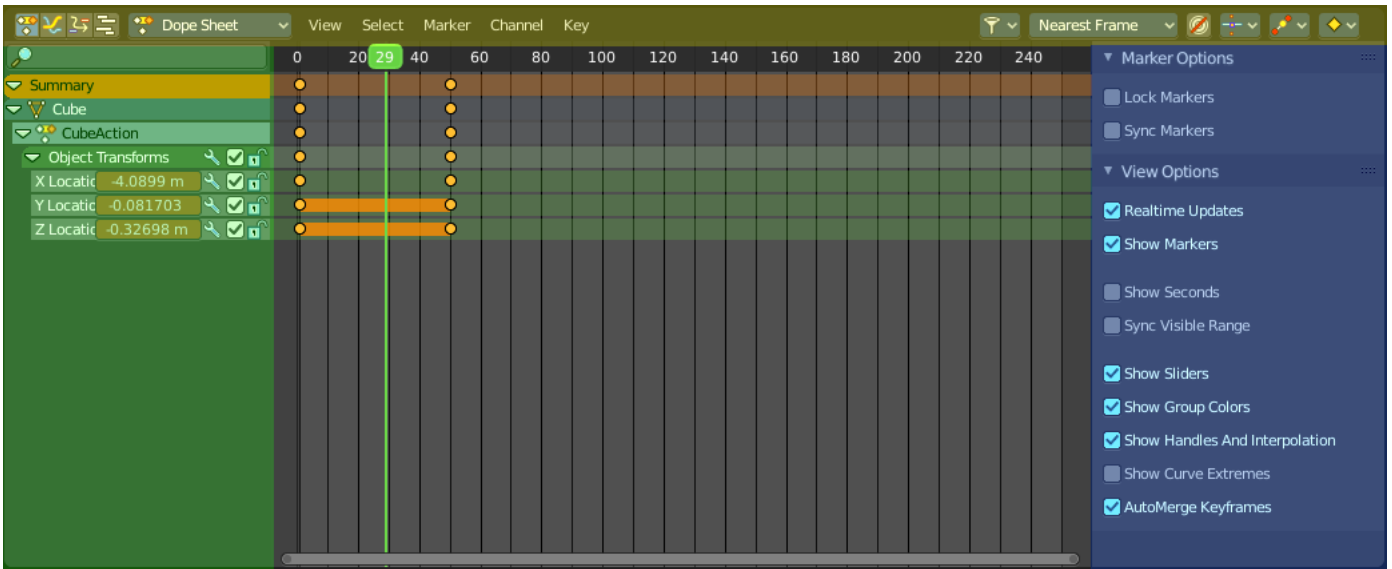 Dope Sheet View Select Marker Channel Key Nearest Frame
0 20 29 40 60 80 100 120 140 160 180 200 220 240
Marker Options
Summary
Lock Markers
Cube
CubeAction
Sync Markers
Object Transforms
View Options
X Locatic -4.0899 m
Y Locatic -0.081703
Realtime Updates
Z Locatic -0.32698 m
Show Markers
Show Seconds
Sync Visible Range
Show Sliders
Show Group Colors
Show Handles And Interpolation
Show Curve Extremes
AutoMerge Keyframes